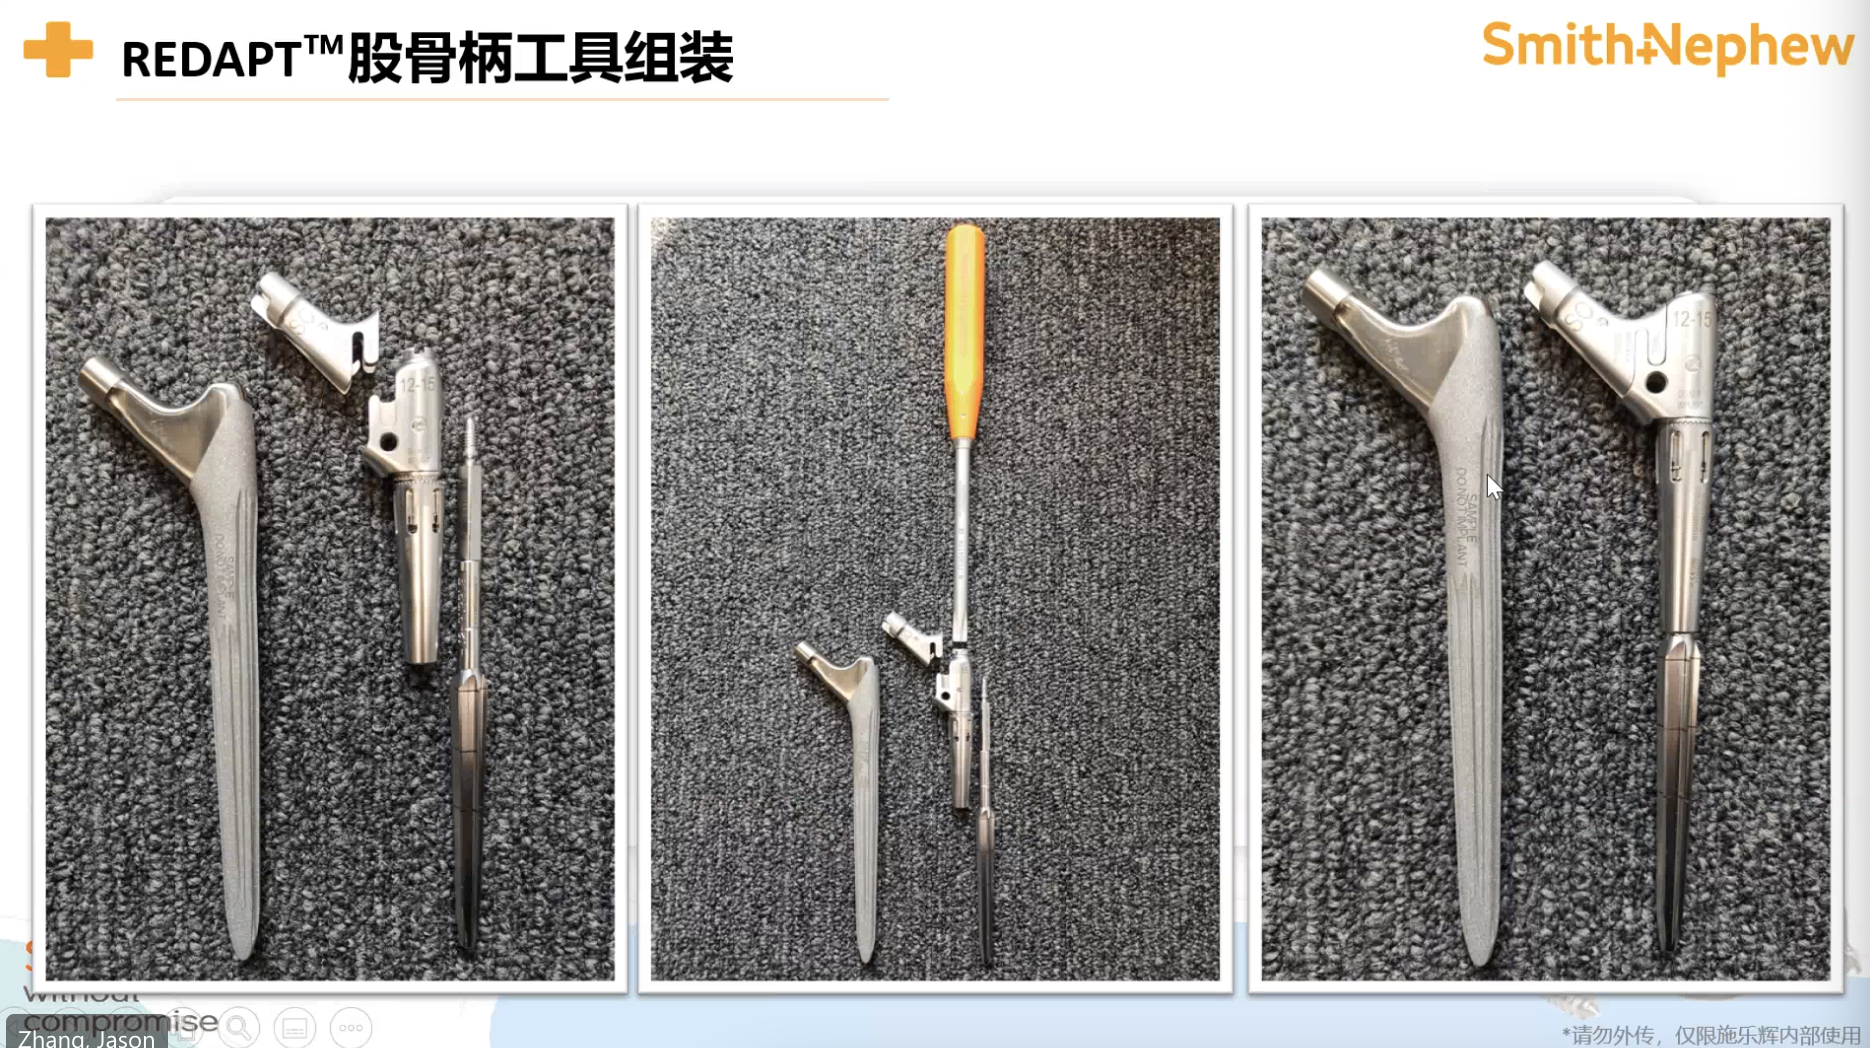 REDAPT™股骨柄工具组装
Smith+Nephew
SO
12-15
SAMPLE
DO NOT IMPLANT
SO
12-15
SAMPLE
DO NOT IMPLANT
without
compromise
Zhang, Jason
*请勿外传，仅限施乐辉内部使用